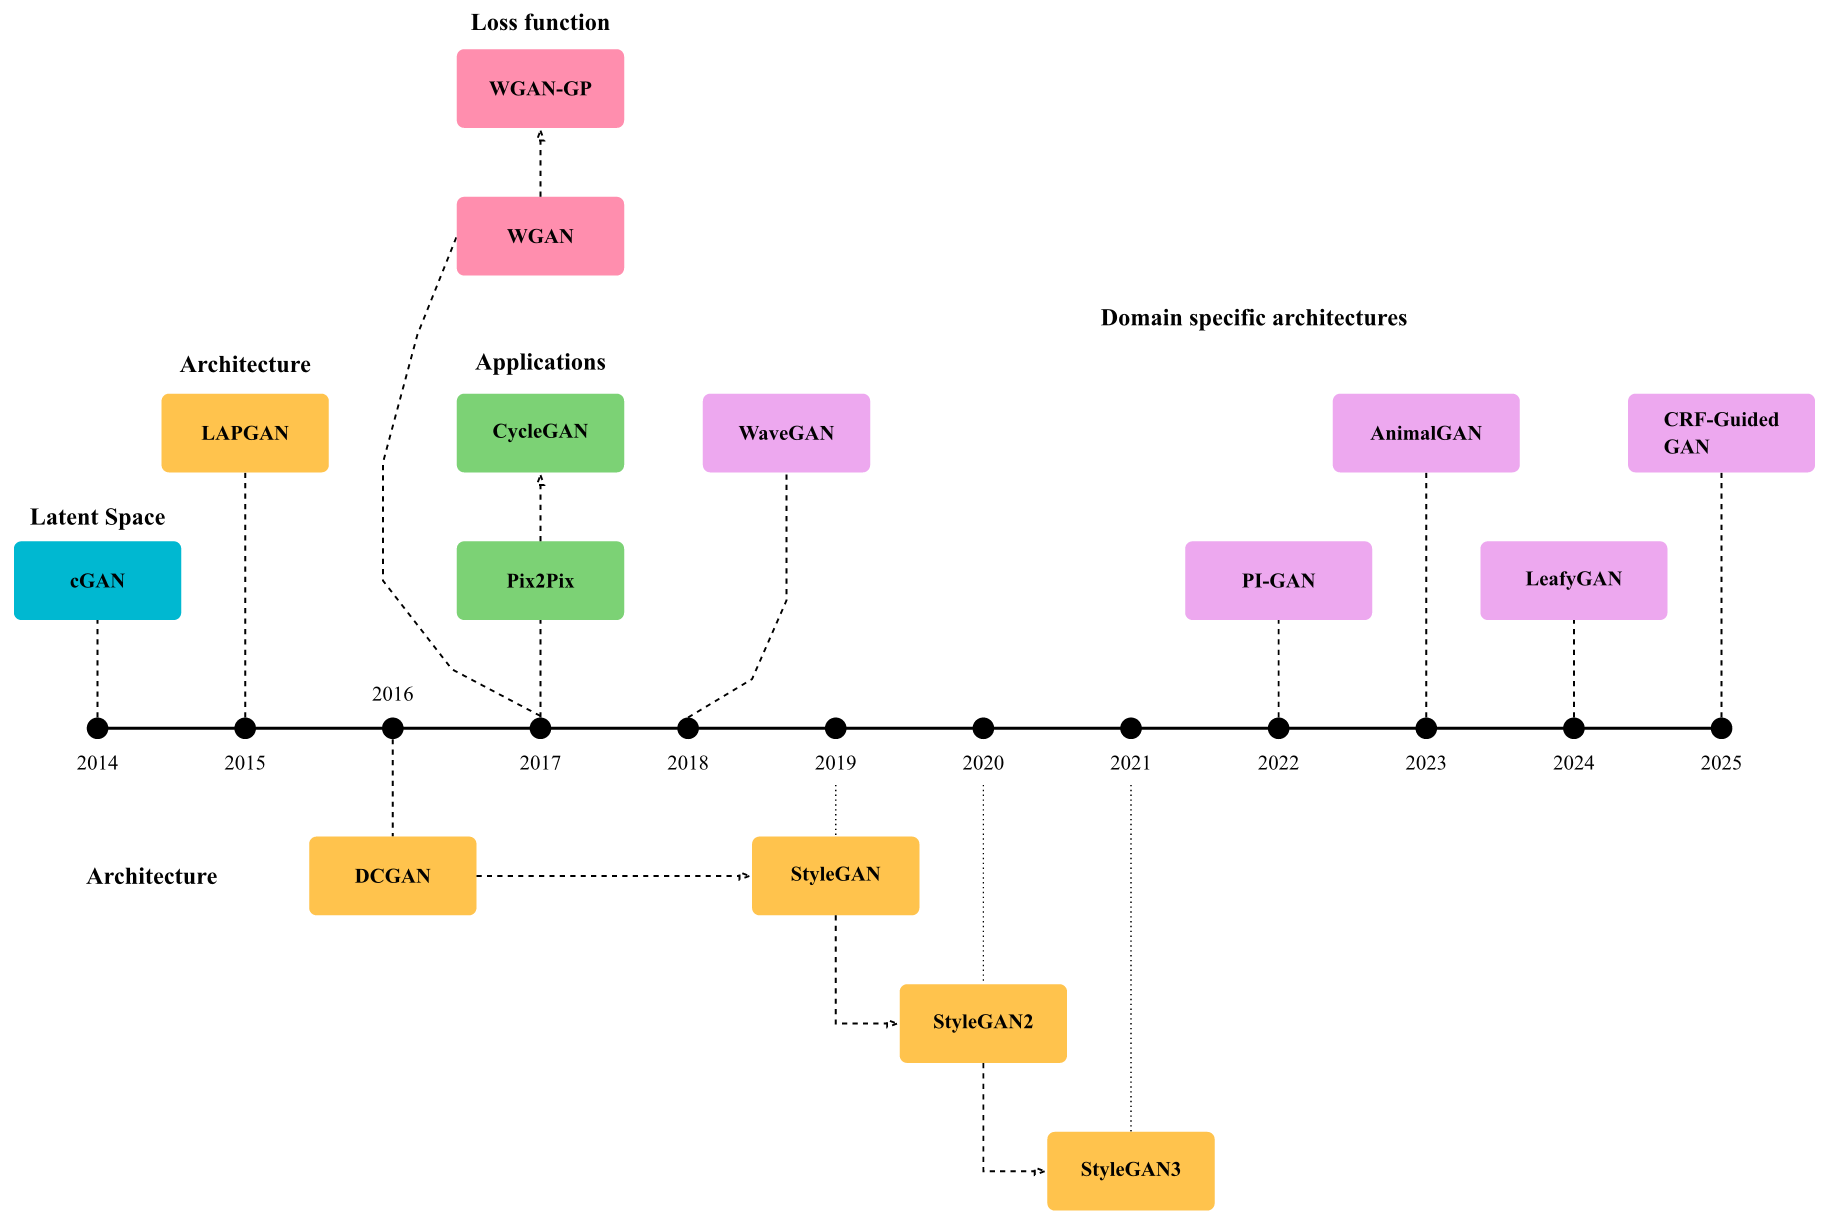 Loss function
WGAN-GP
WGAN
Domain specific architectures
Architecture
Applications
LAPGAN
CycleGAN
WaveGAN
AnimalGAN
CRF-Guided
GAN
Latent Space
cGAN
Pix2Pix
PI-GAN
LeafyGAN
2016
2014
2015
2017
2018
2019
2020
2021
2022
2023
2024
2025
Architecture
DCGAN
StyleGAN
StyleGAN2
StyleGAN3